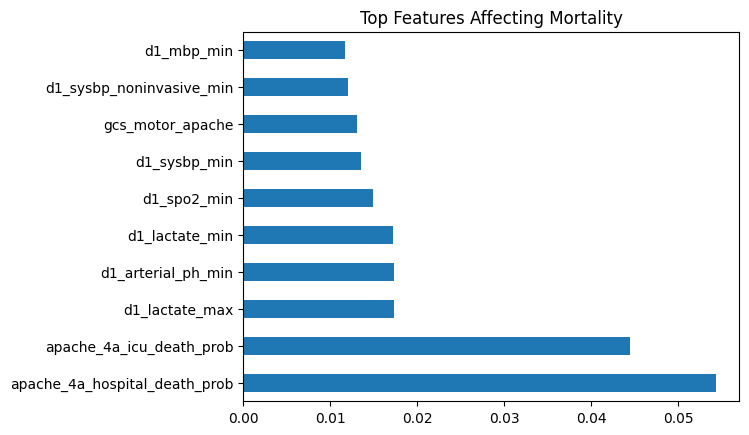 Top Features Affecting Mortality
d1_mbp_min
d1_sysbp_noninvasive_min
gcs_motor_apache
d1_sysbp_min
d1_spo2_min
d1_lactate_min
d1_arterial_ph_min
d1_lactate_max
apache_4a_icu_death_prob
apache_4a_hospital_death_prob
0.00 0.01 0.02 0.03 0.04 0.05